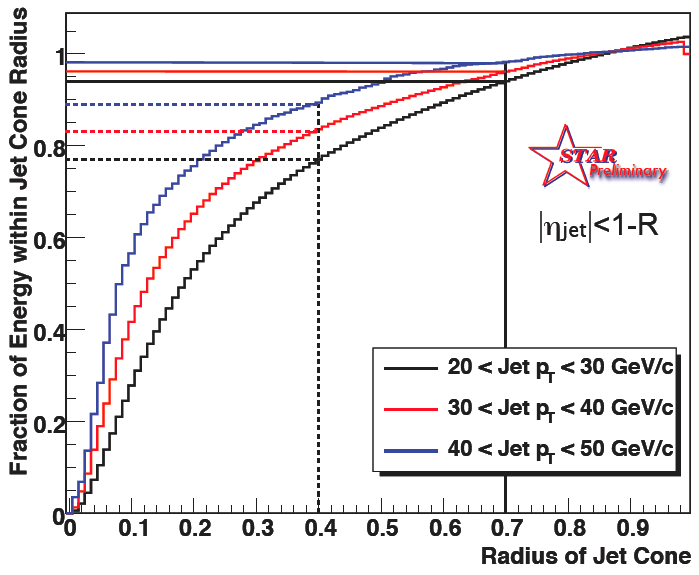 Fraction of Energy within Jet Cone Radius
1
0.8
0.6
0.4
0.2
0
STAR
Preliminary
|ηjet|<1-R
20 < Jet pT < 30 GeV/c
30 < Jet pT < 40 GeV/c
40 < Jet pT < 50 GeV/c
0 0.1 0.2 0.3 0.4 0.5 0.6 0.7 0.8 0.9
Radius of Jet Cone